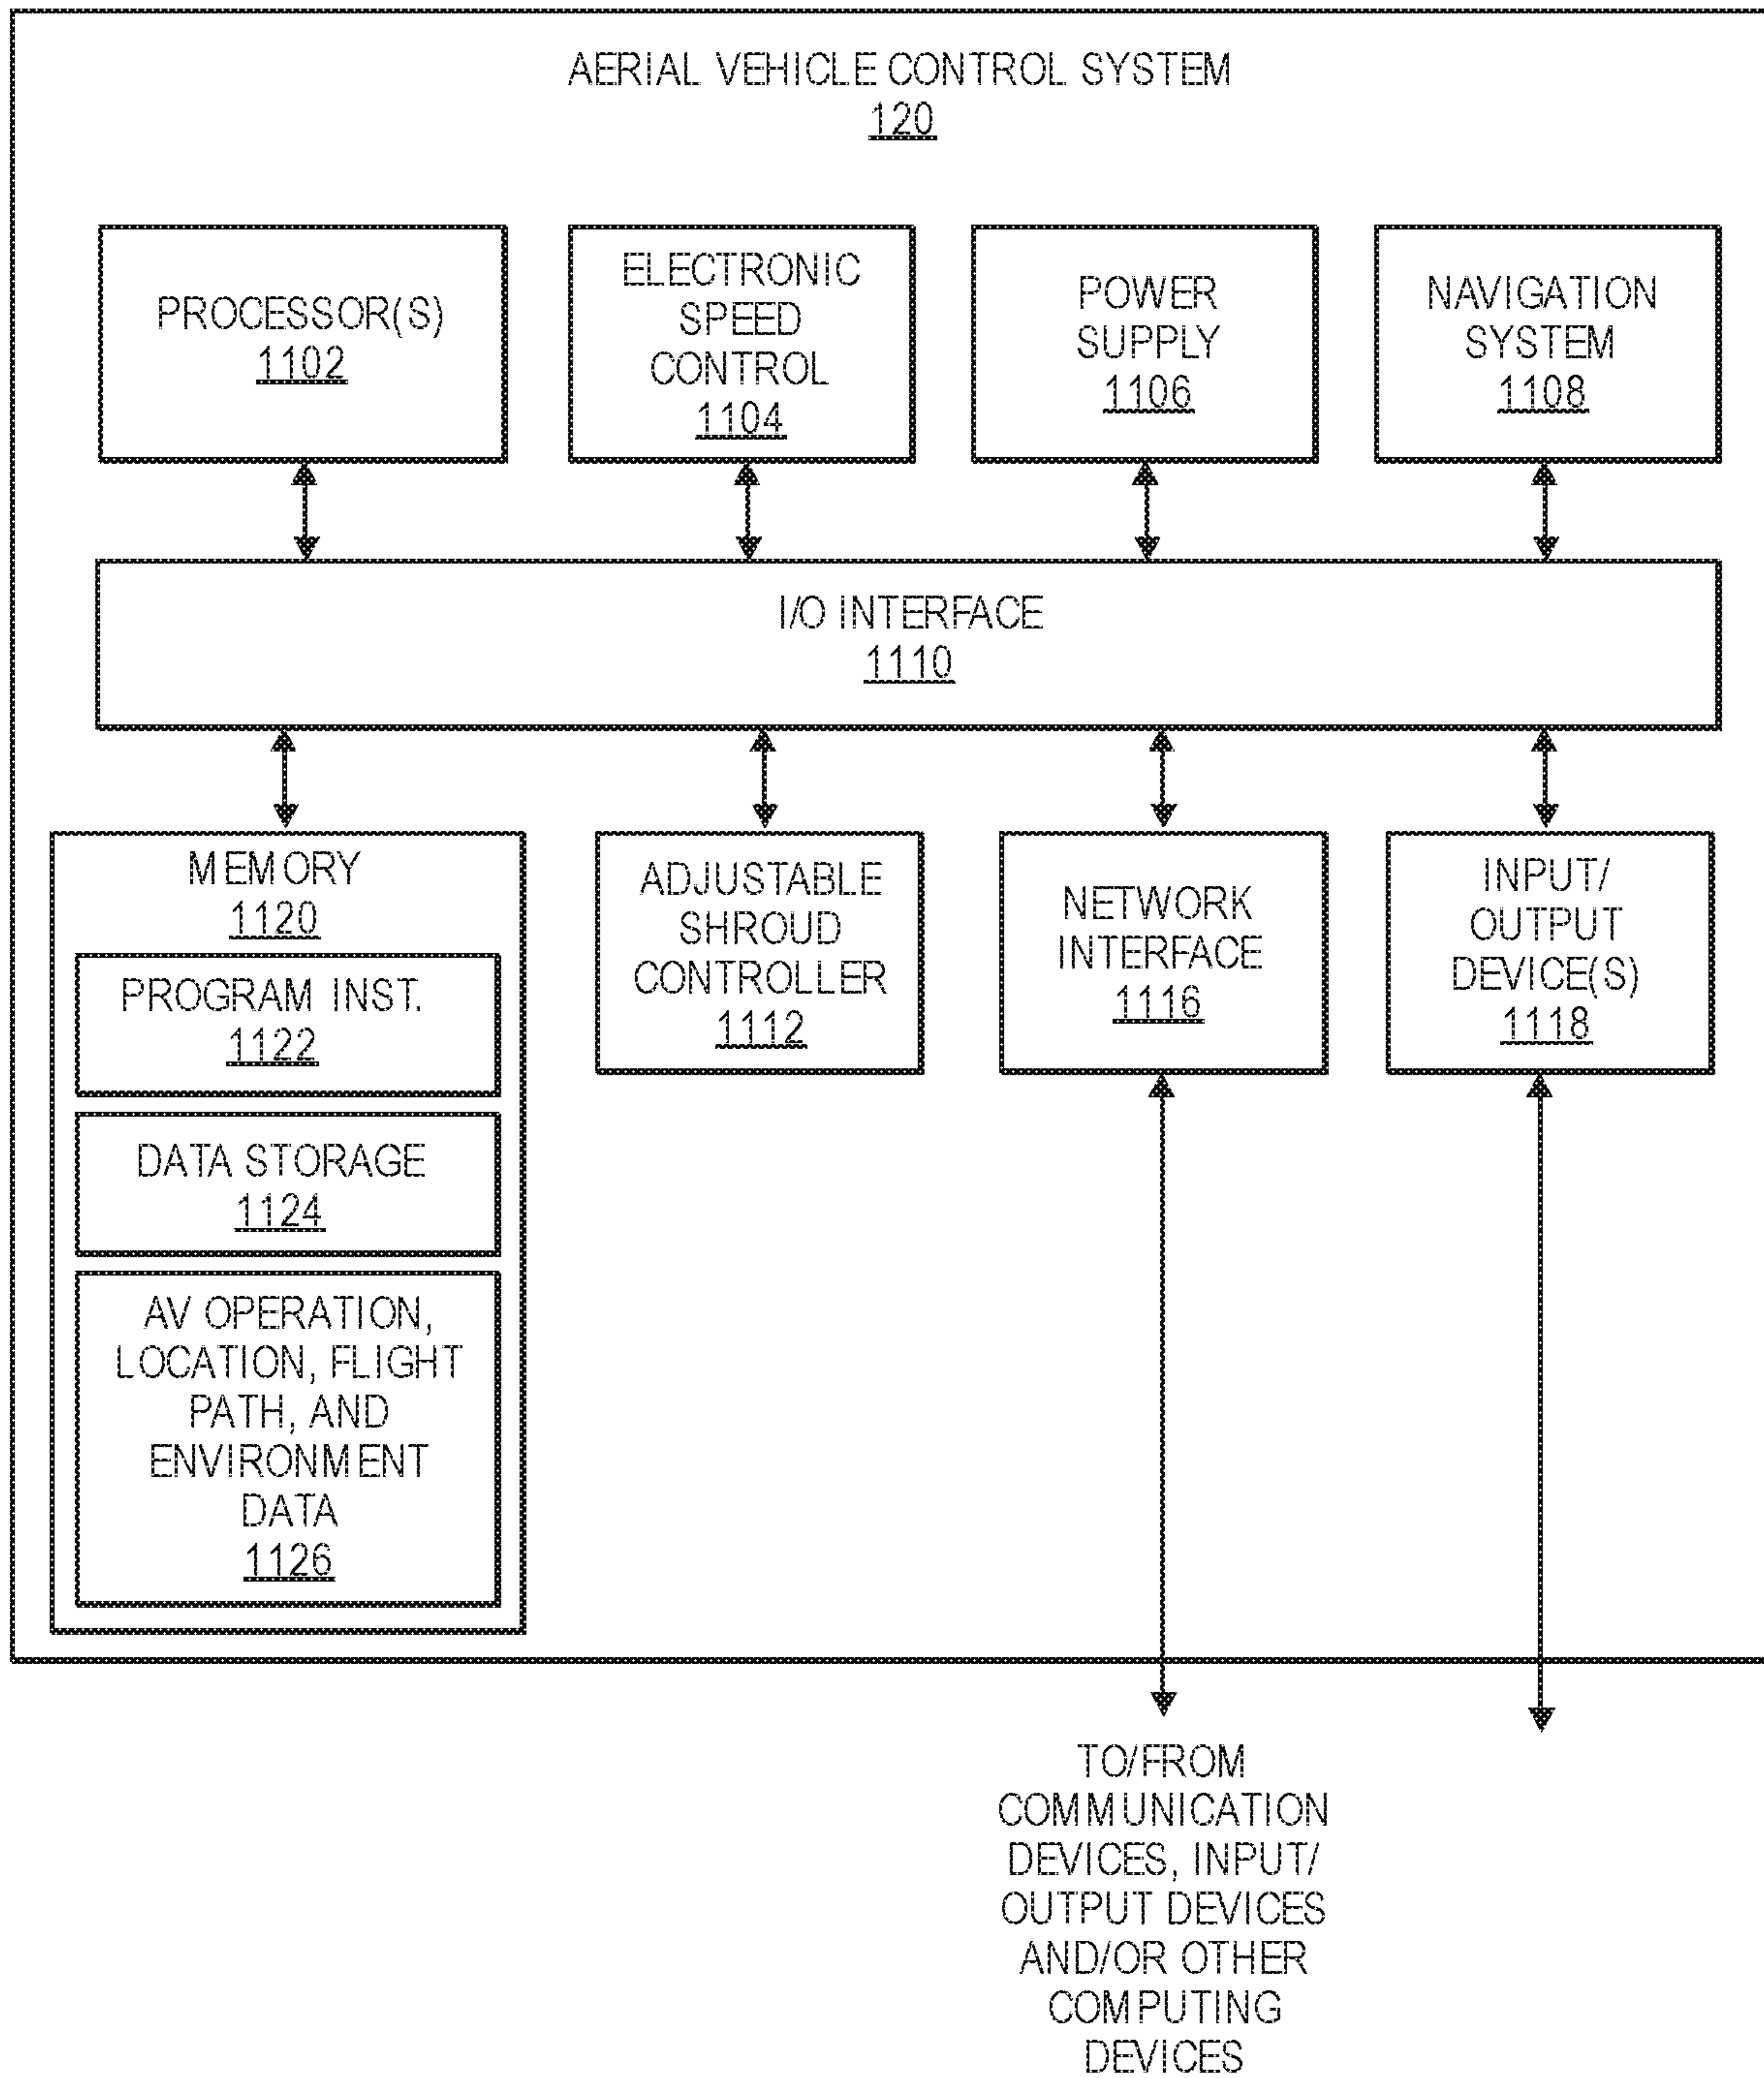 AERIAL VEHICLE CONTROL SYSTEM
120
PROCESSOR(S)
1102
ELECTRONIC
SPEED
CONTROL
1104
POWER
SUPPLY
1106
NAVIGATION
SYSTEM
1108
I/O INTERFACE
1110
MEMORY
1120
PROGRAM INST.
1122
DATA STORAGE
1124
AV OPERATION,
LOCATION, FLIGHT
PATH, AND
ENVIRONMENT
DATA
1126
ADJUSTABLE
SHROUD
CONTROLLER
1112
NETWORK
INTERFACE
1116
INPUT/
OUTPUT
DEVICE(S)
1118
TO/FROM
COMMUNICATION
DEVICES, INPUT/
OUTPUT DEVICES
AND/OR OTHER
COMPUTING
DEVICES